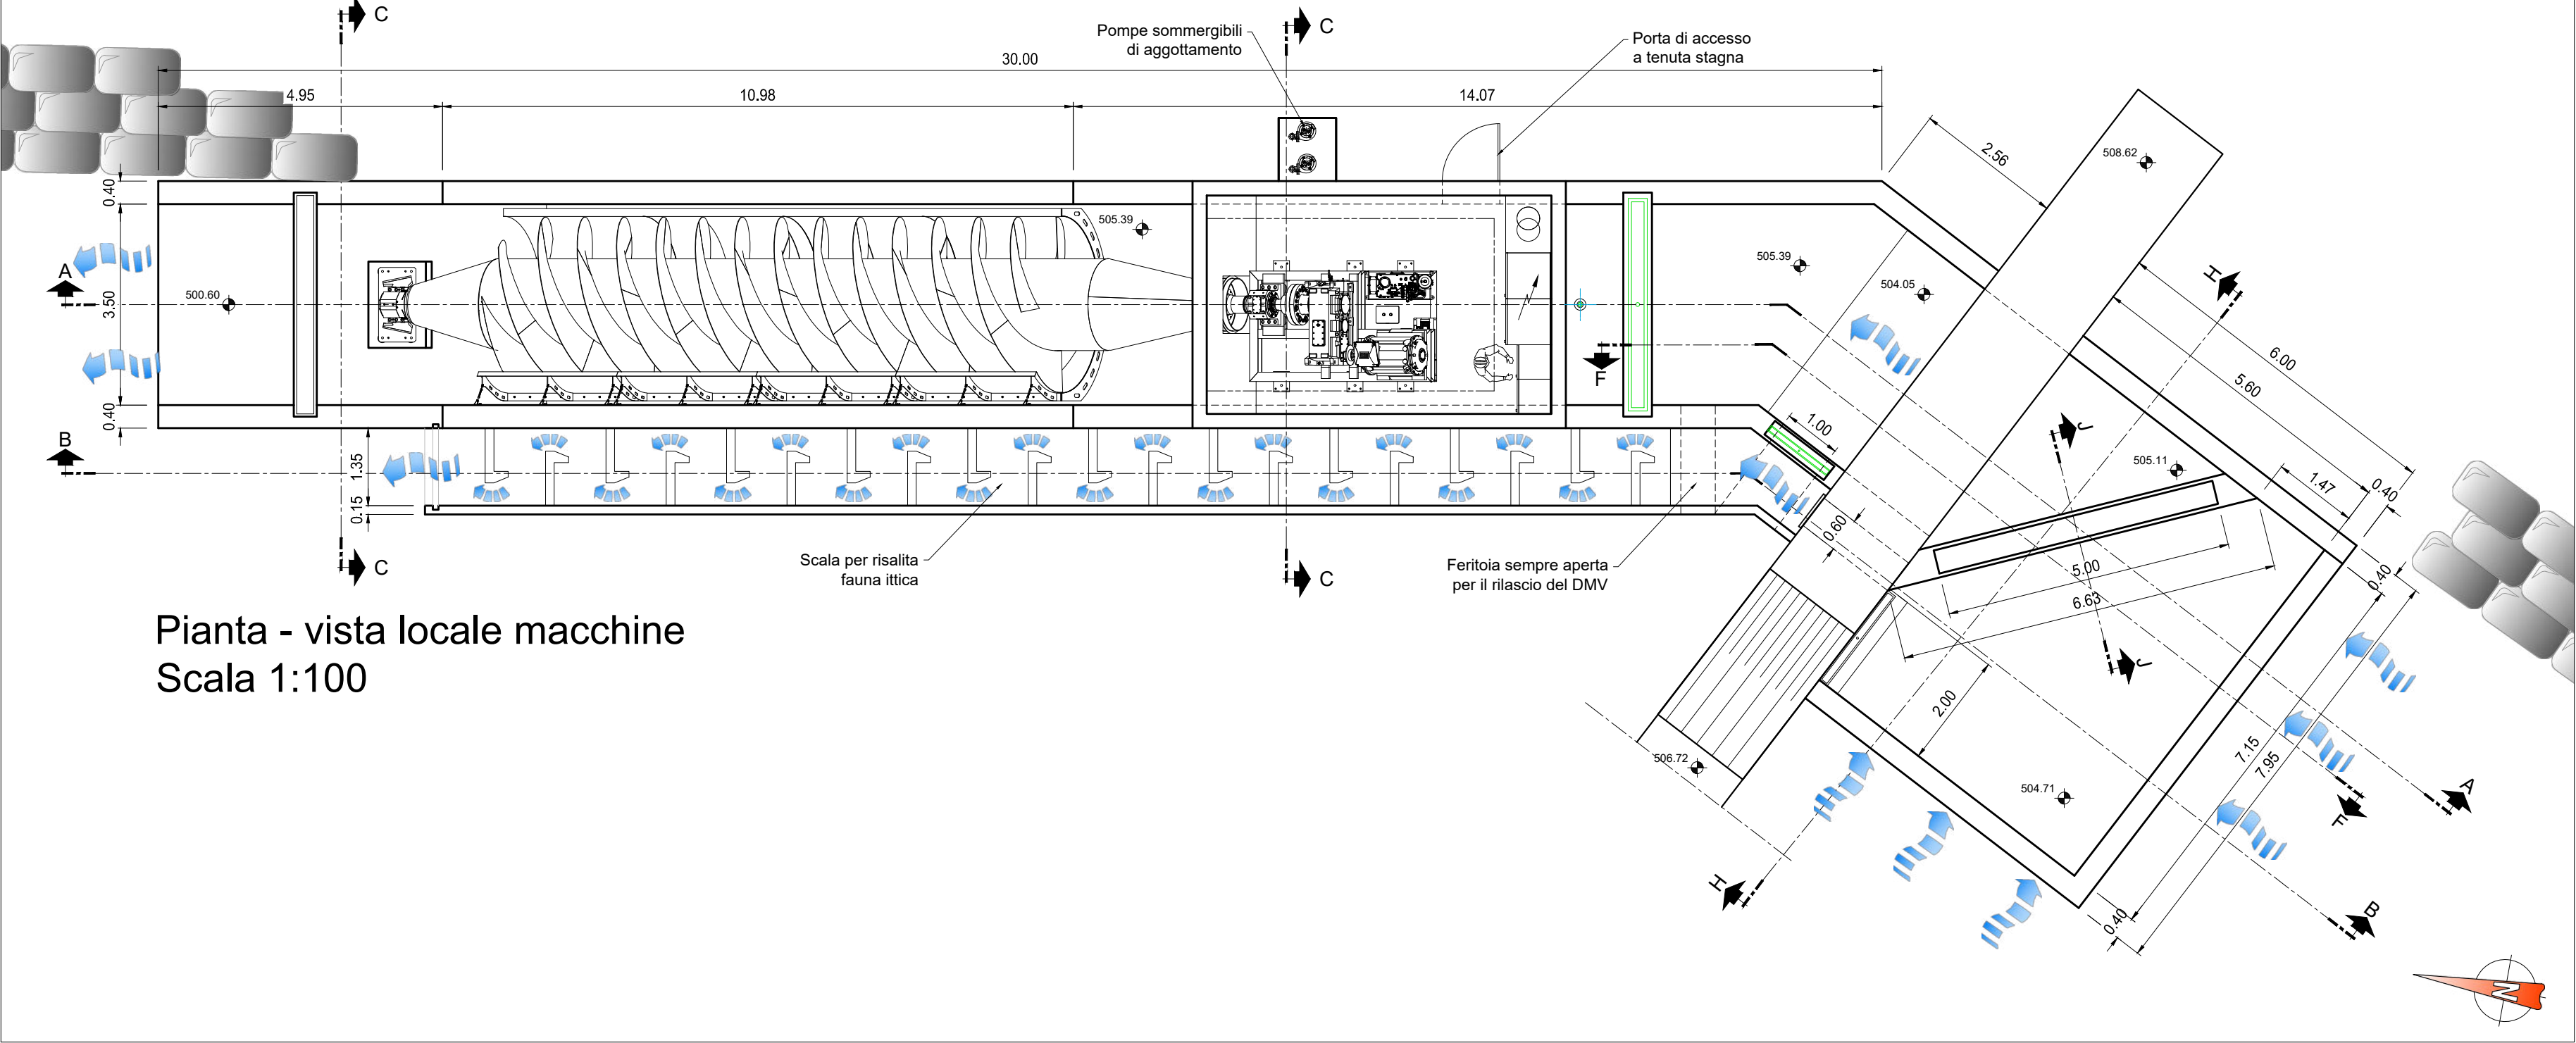 C
C
Pompe sommergibili
di aggottamento
Porta di accesso
a tenuta stagna
30.00
4.95
10.98
14.07
2.56
508.62
0.40
505.39
505.39
504.05
H
A
500.60
3.50
F
6.00
5.60
1.00
J
0.40
B
1.35
505.11
1.47
0.40
0.15
0.60
Scala per risalita
fauna ittica
Feritoia sempre aperta
per il rilascio del DMV
C
C
5.00
6.63
0.40
Pianta - vista locale macchine
Scala 1:100
J
2.00
506.72
504.71
7.15
7.95
A
F
H
B
0.40
N